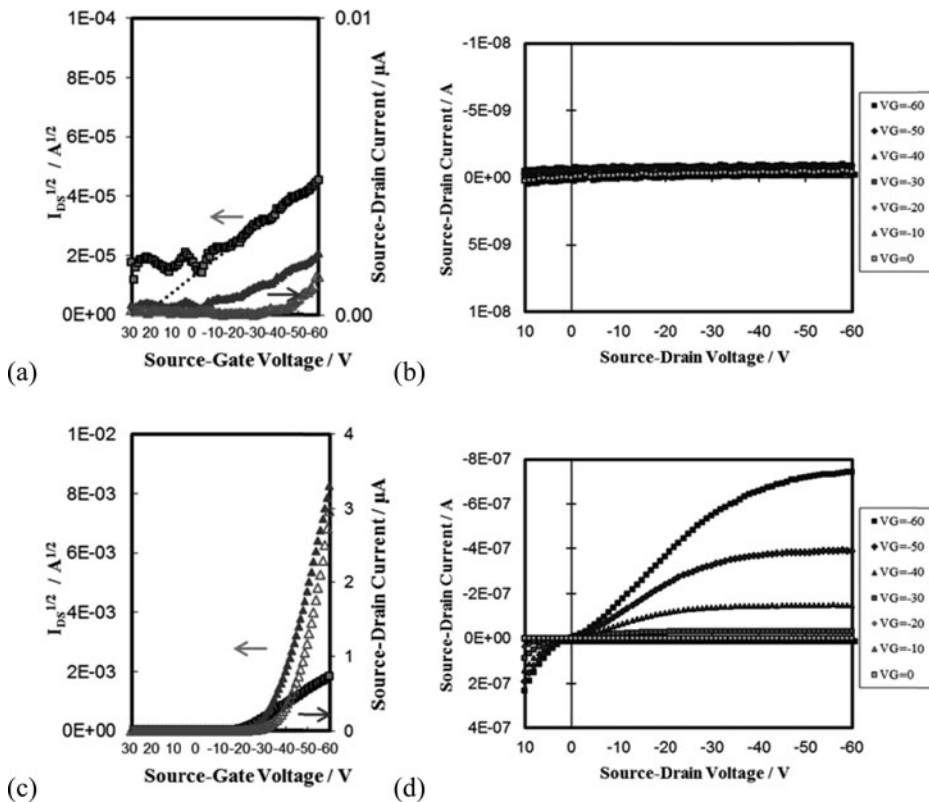 1E-04
8E-05
6E-05
4E-05
2E-05
0E+00
I_DS^1/2 / A^1/2
0.01
0.00
Source-Drain Current / µA
30 20 10 0 -10 -20 -30 -40 -50 -60
Source-Gate Voltage / V
(a)
-1E-08
-5E-09
0E+00
5E-09
1E-08
Source-Drain Current / A
10 0 -10 -20 -30 -40 -50 -60
Source-Drain Voltage / V
VG=-60
VG=-50
VG=-40
VG=-30
VG=-20
VG=-10
VG=0
(b)
1E-02
8E-03
6E-03
4E-03
2E-03
0E+00
I_DS^1/2 / A^1/2
4
3
2
1
0
Source-Drain Current / µA
30 20 10 0 -10 -20 -30 -40 -50 -60
Source-Gate Voltage / V
(c)
-8E-07
-6E-07
-4E-07
-2E-07
0E+00
2E-07
4E-07
Source-Drain Current / A
10 0 -10 -20 -30 -40 -50 -60
Source-Drain Voltage / V
VG=-60
VG=-50
VG=-40
VG=-30
VG=-20
VG=-10
VG=0
(d)